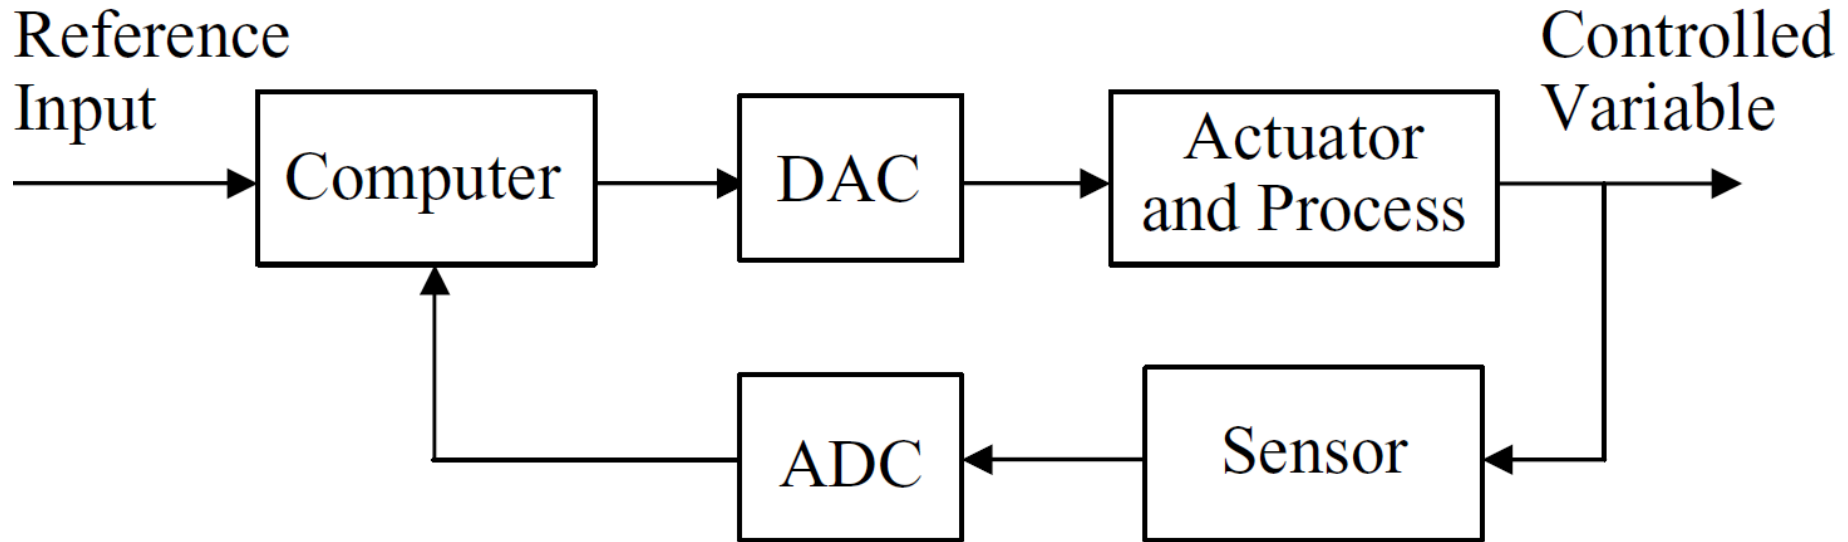 Reference
Input
Computer
DAC
Actuator
and Process
Controlled
Variable
ADC
Sensor